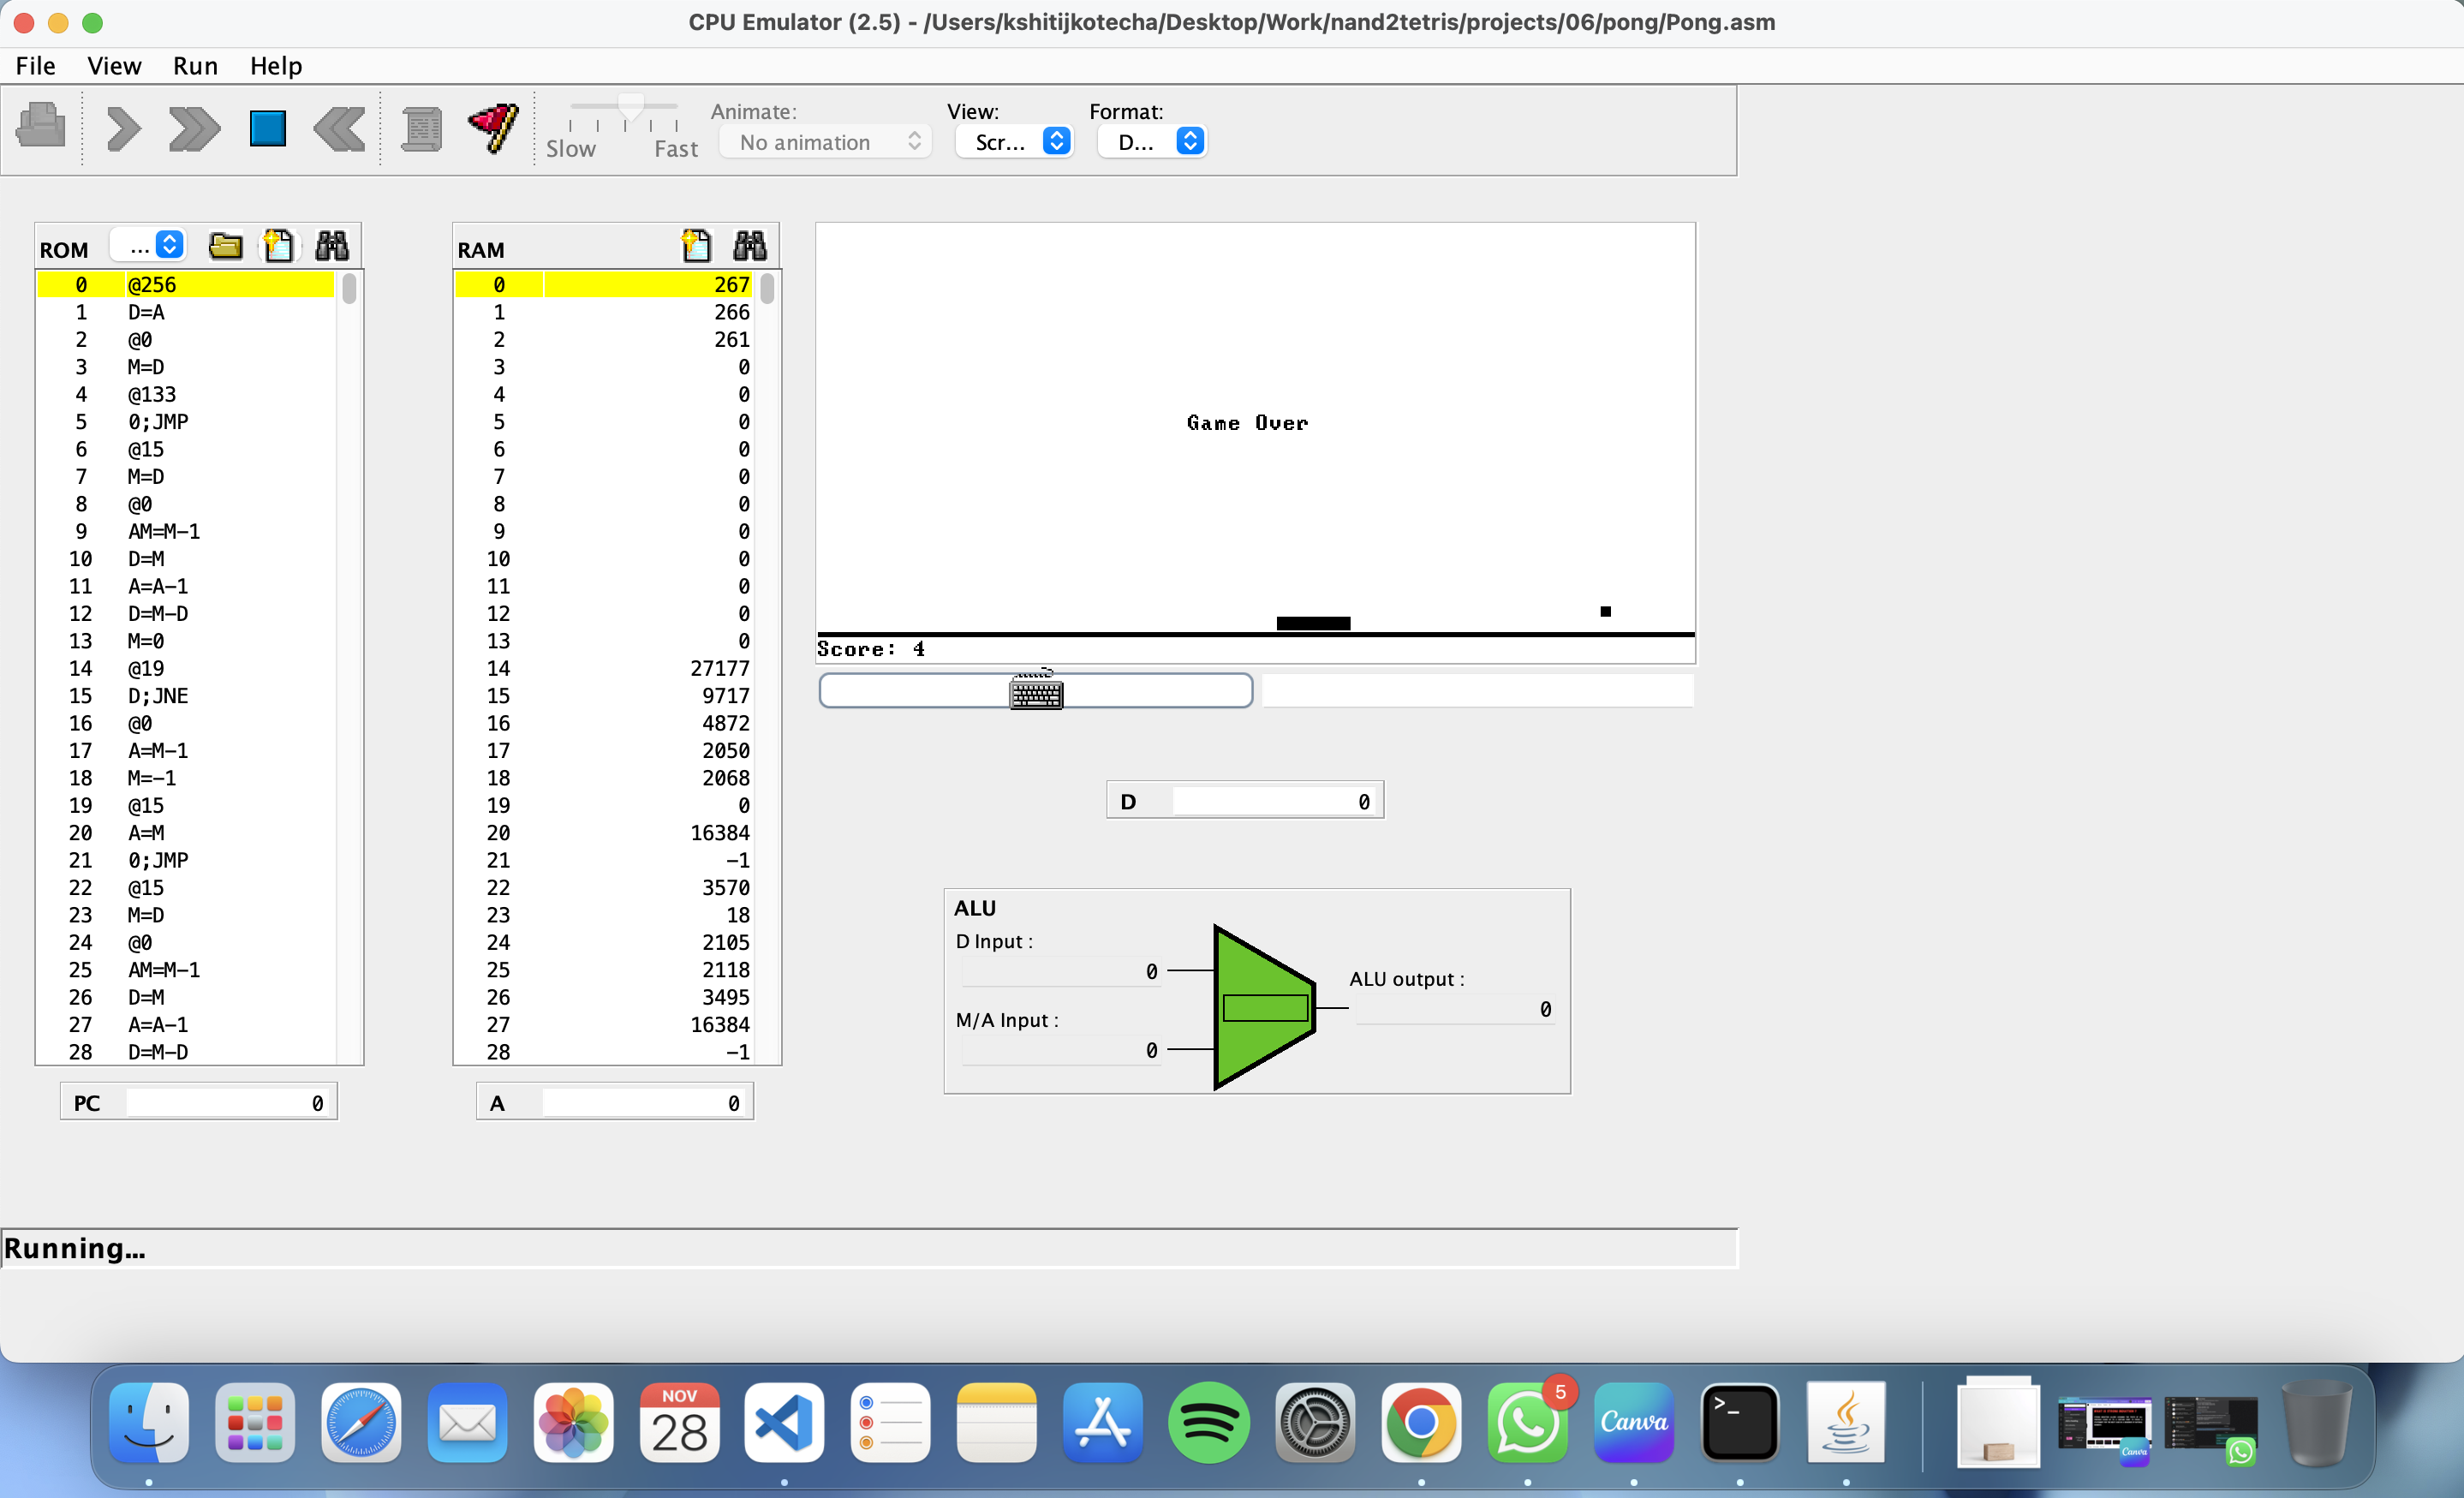 CPU Emulator (2.5) - /Users/kshitijkotecha/Desktop/Work/nand2tetris/projects/06/pong/Pong.asm
File View Run Help
Animate: View: Format:
Slow Fast No animation Scr... D...
ROM ...
0 @256
1 D=A
2 @0
3 M=D
4 @133
5 0;JMP
6 @15
7 M=D
8 @0
9 AM=M-1
10 D=M
11 A=A-1
12 D=M-D
13 M=0
14 @19
15 D;JNE
16 @0
17 A=M-1
18 M=-1
19 @15
20 A=M
21 0;JMP
22 @15
23 M=D
24 @0
25 AM=M-1
26 D=M
27 A=A-1
28 D=M-D
PC 0
RAM
0 267
1 266
2 261
3 0
4 0
5 0
6 0
7 0
8 0
9 0
10 0
11 0
12 0
13 0
14 27177
15 9717
16 4872
17 2050
18 2068
19 0
20 16384
21 -1
22 3570
23 18
24 2105
25 2118
26 3495
27 16384
28 -1
A 0
Game Over
Score: 4
D 0
ALU
D Input :
0
M/A Input :
0
ALU output :
0
Running...
NOV
28
5
Canva
>_
Canva